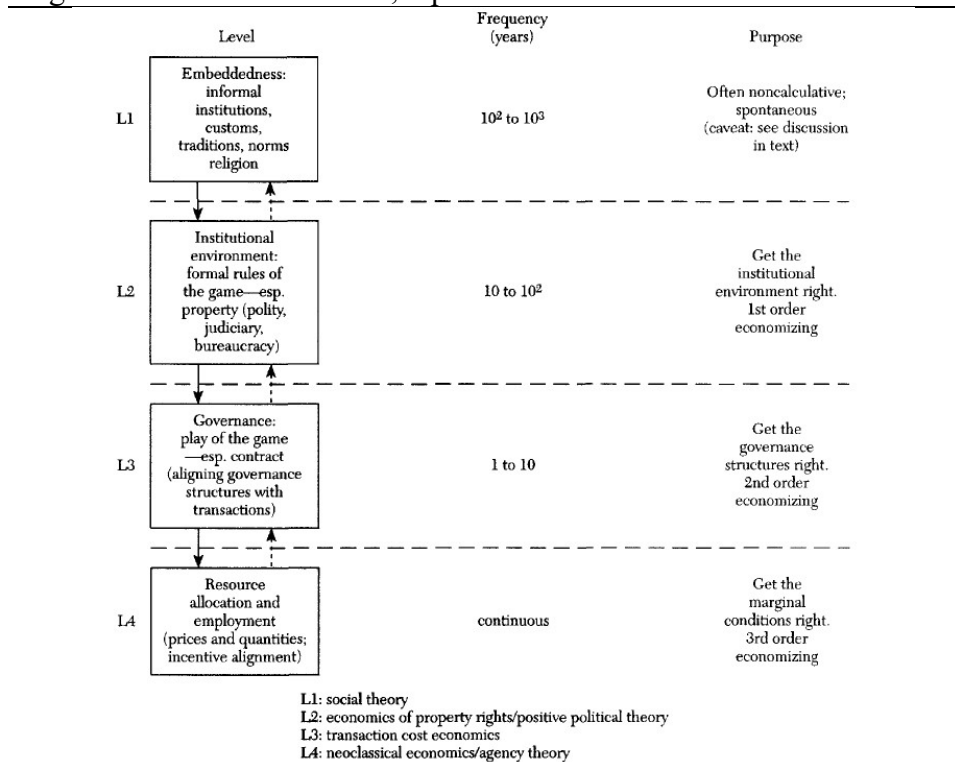 Level
Frequency
(years)
Purpose
L1
Embeddedness:
informal
institutions,
customs,
traditions, norms
religion
10² to 10³
Often noncalculative;
spontaneous
(caveat: see discussion
in text)
L2
Institutional
environment:
formal rules of
the game—esp.
property (polity,
judiciary,
bureaucracy)
10 to 10²
Get the
institutional
environment right.
1st order
economizing
L3
Governance:
play of the game
—esp. contract
(aligning governance
structures with
transactions)
1 to 10
Get the
governance
structures right.
2nd order
economizing
L4
Resource
allocation and
employment
(prices and quantities;
incentive alignment)
continuous
Get the
marginal
conditions right.
3rd order
economizing
L1: social theory
L2: economics of property rights/positive political theory
L3: transaction cost economics
L4: neoclassical economics/agency theory